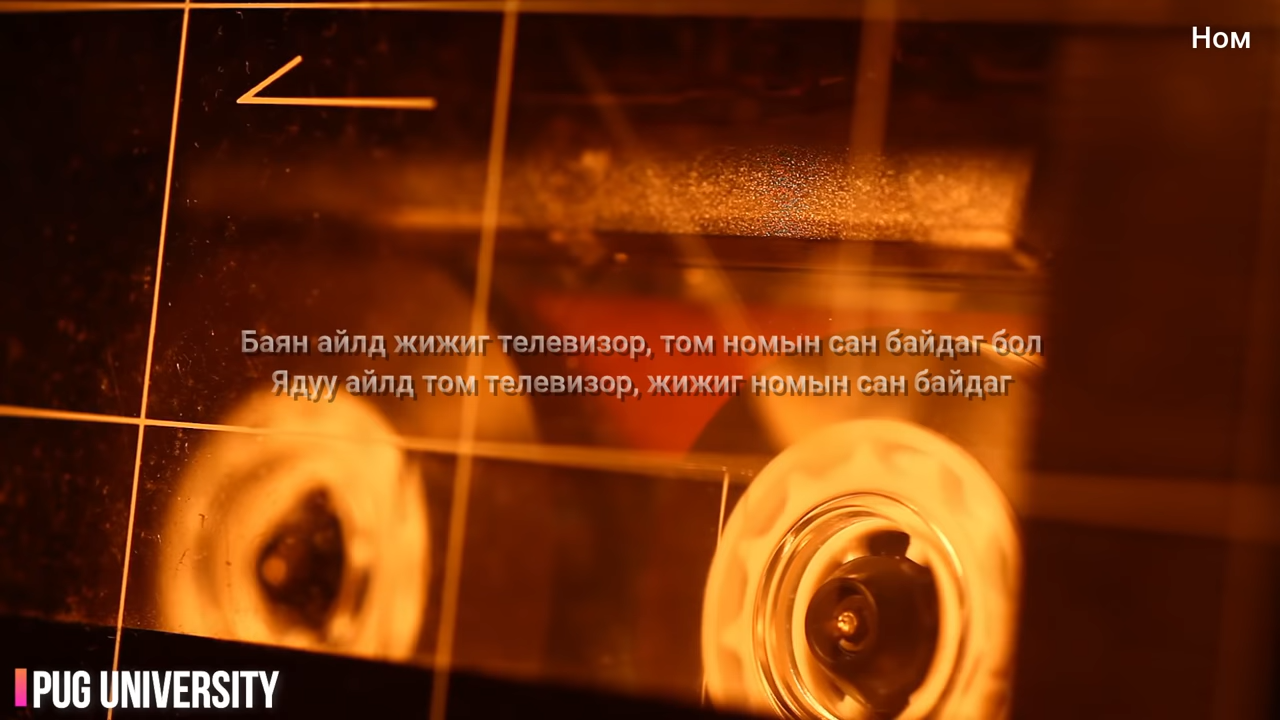 Ном
Баян айлд жижиг телевизор, том номын сан байдаг бол
Ядуу айлд том телевизор, жижиг номын сан байдаг
PUG UNIVERSITY